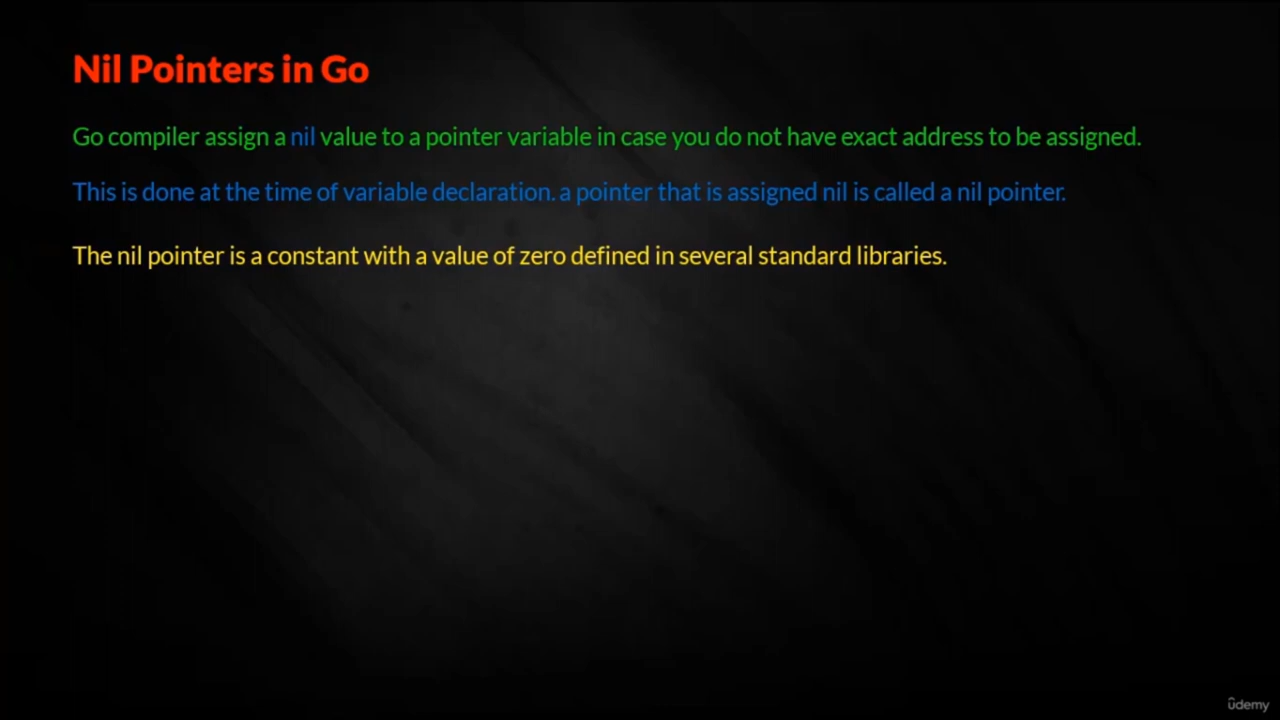 Nil Pointers in Go
Go compiler assign a nil value to a pointer variable in case you do not have exact address to be assigned.
This is done at the time of variable declaration. a pointer that is assigned nil is called a nil pointer.
The nil pointer is a constant with a value of zero defined in several standard libraries.
ûdemy